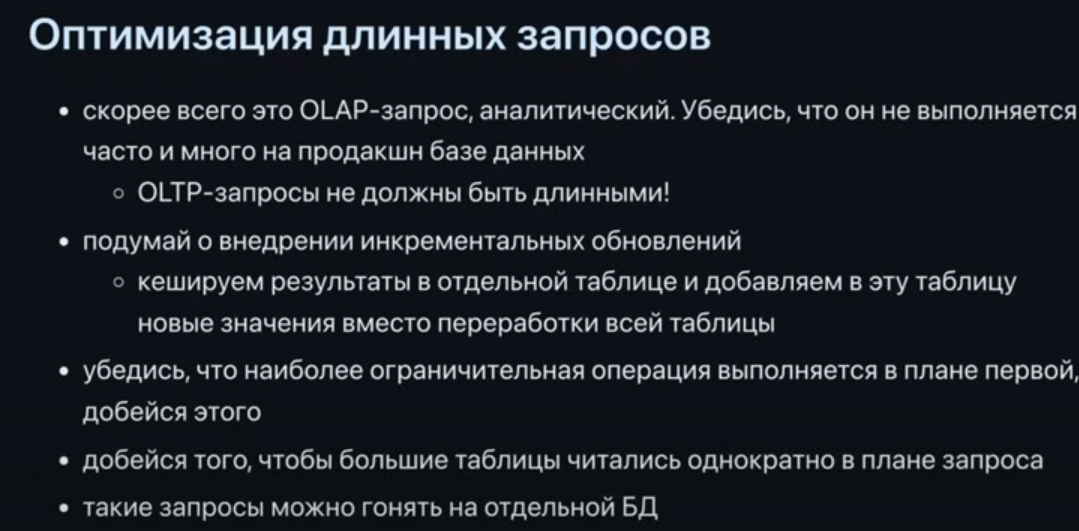 Оптимизация длинных запросов
• скорее всего это OLAP-запрос, аналитический. Убедись, что он не выполняется
часто и много на продакшн базе данных
◦ OLTP-запросы не должны быть длинными!
• подумай о внедрении инкрементальных обновлений
◦ кешируем результаты в отдельной таблице и добавляем в эту таблицу
новые значения вместо переработки всей таблицы
• убедись, что наиболее ограничительная операция выполняется в плане первой,
добейся этого
• добейся того, чтобы большие таблицы читались однократно в плане запроса
• такие запросы можно гонять на отдельной БД